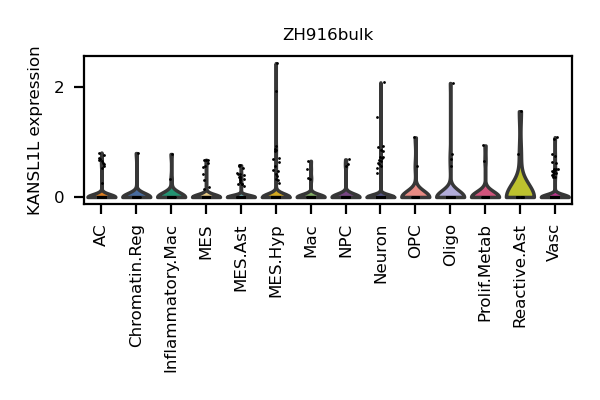 ZH916bulk
KANSL1L expression
2
0
AC
Chromatin.Reg
Inflammatory.Mac
MES
MES.Ast
MES.Hyp
Mac
NPC
Neuron
OPC
Oligo
Prolif.Metab
Reactive.Ast
Vasc